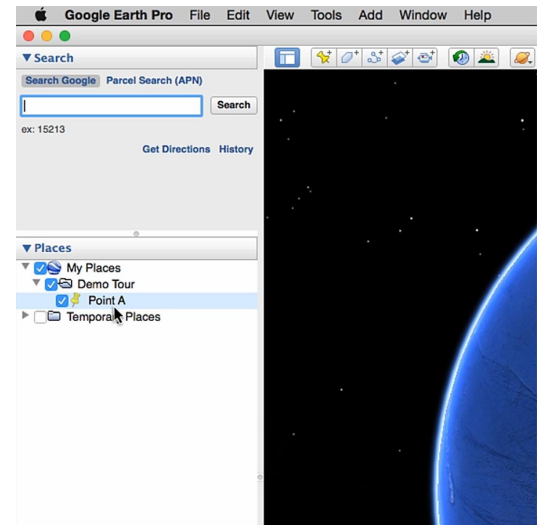 Google Earth Pro File Edit View Tools Add Window Help
Search
Search Google Parcel Search (APN)
Search
ex: 15213
Get Directions History
Places
My Places
Demo Tour
Point A
Temporary Places